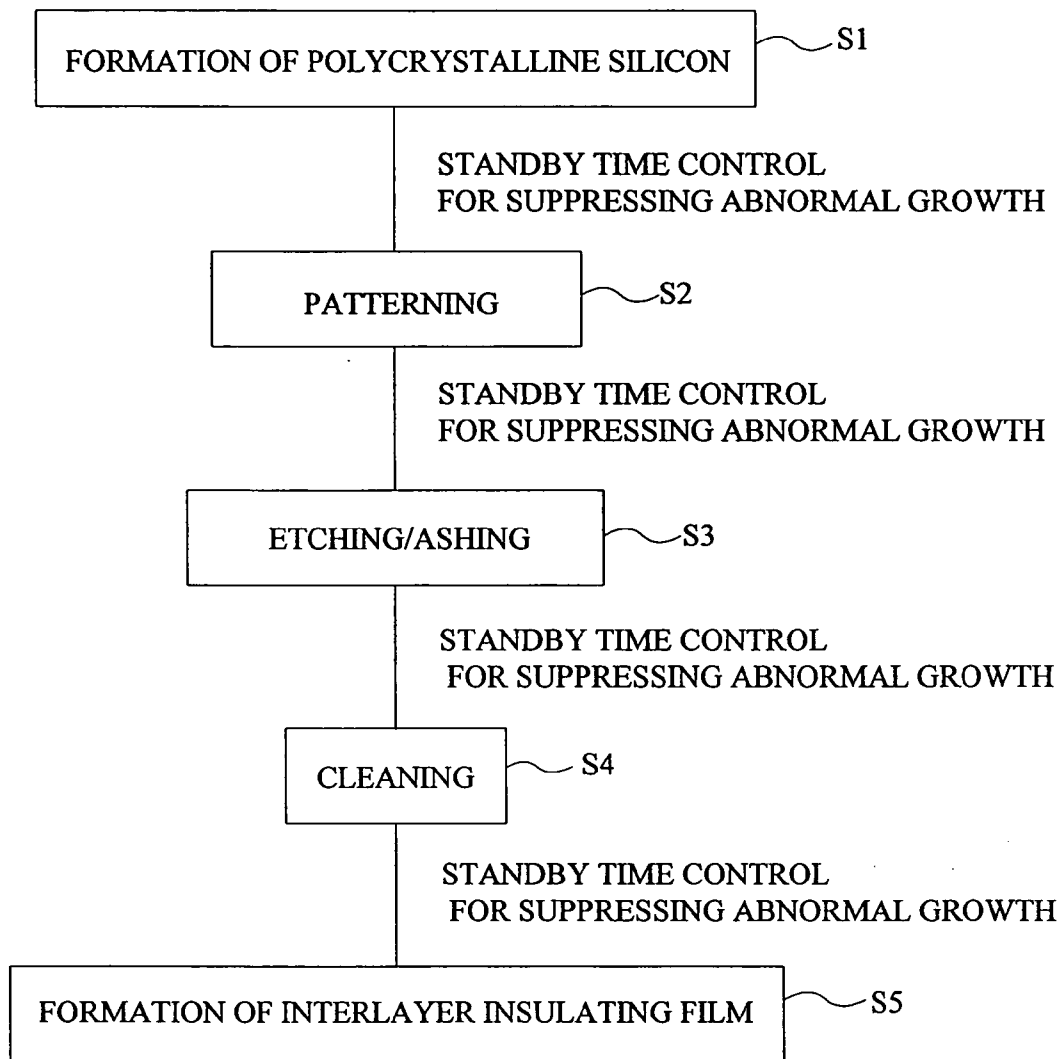 FORMATION OF POLYCRYSTALLINE SILICON
S1
STANDBY TIME CONTROL
FOR SUPPRESSING ABNORMAL GROWTH
PATTERNING
S2
STANDBY TIME CONTROL
FOR SUPPRESSING ABNORMAL GROWTH
ETCHING/ASHING
S3
STANDBY TIME CONTROL
FOR SUPPRESSING ABNORMAL GROWTH
CLEANING
S4
STANDBY TIME CONTROL
FOR SUPPRESSING ABNORMAL GROWTH
FORMATION OF INTERLAYER INSULATING FILM
S5